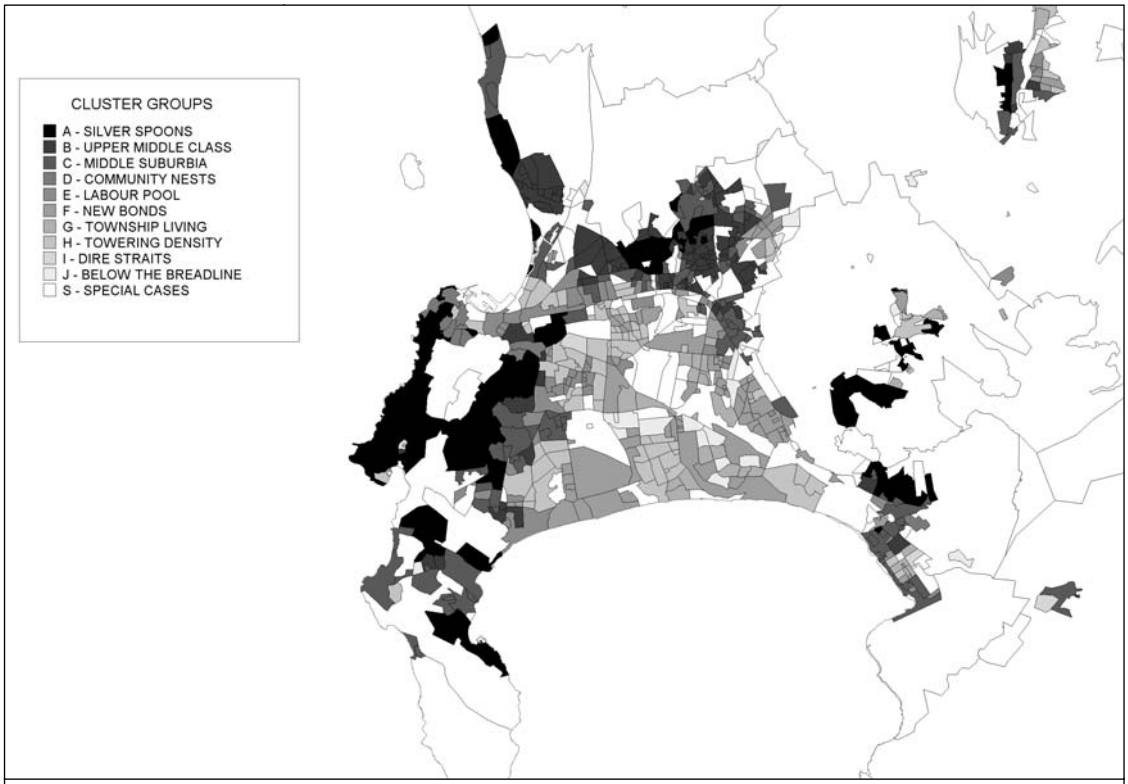 CLUSTER GROUPS
A - SILVER SPOONS
B - UPPER MIDDLE CLASS
C - MIDDLE SUBURBIA
D - COMMUNITY NESTS
E - LABOUR POOL
F - NEW BONDS
G - TOWNSHIP LIVING
H - TOWERING DENSITY
I - DIRE STRAITS
J - BELOW THE BREADLINE
S - SPECIAL CASES